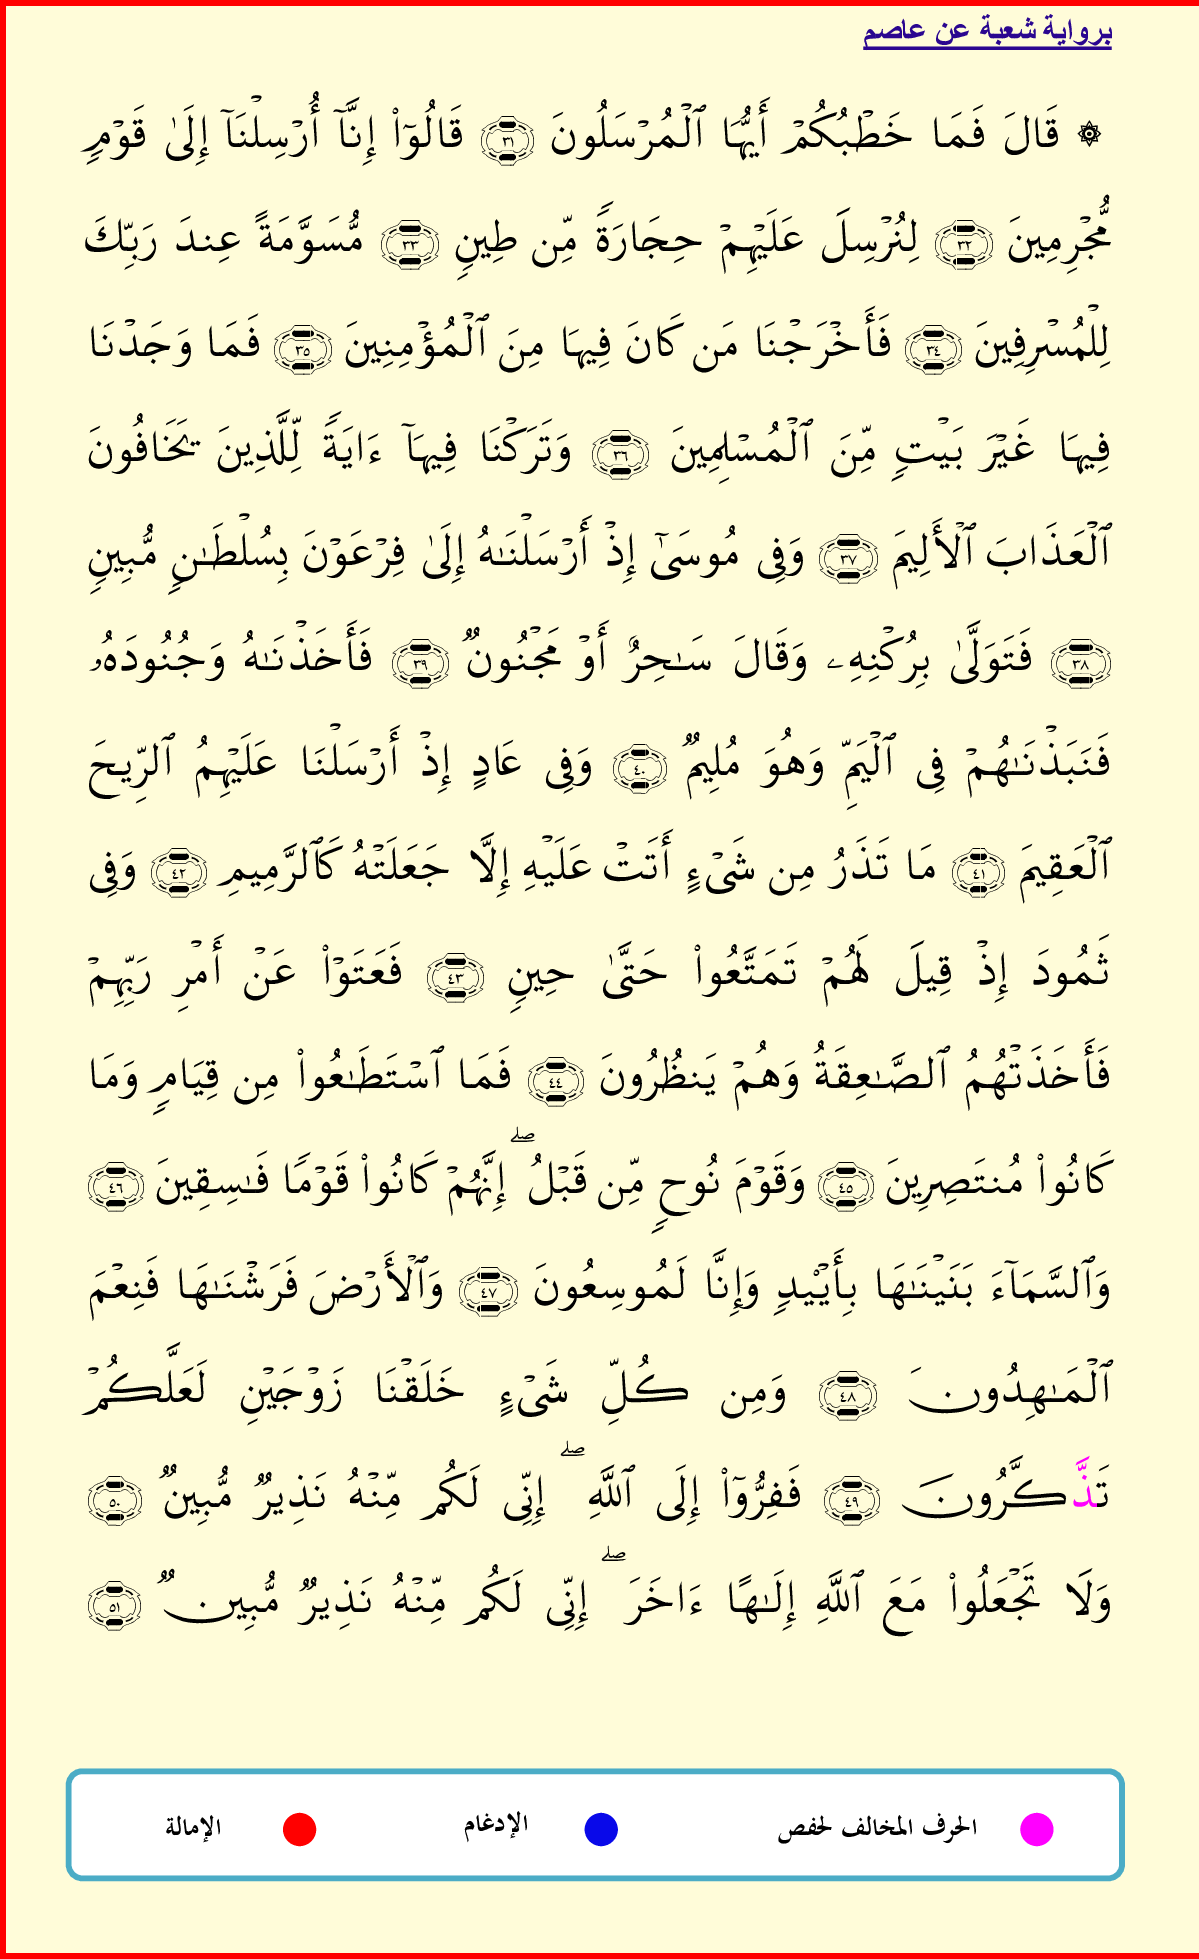 برواية شعبة عن عاصم
۞ قَالَ فَمَا خَطْبُكُمْ أَيُّهَا ٱلْمُرْسَلُونَ ٣١ قَالُوٓا۟ إِنَّآ أُرْسِلْنَآ إِلَىٰ قَوْمٍ
مُّجْرِمِينَ ٣٢ لِنُرْسِلَ عَلَيْهِمْ حِجَارَةً مِّن طِينٍ ٣٣ مُّسَوَّمَةً عِندَ رَبِّكَ
لِلْمُسْرِفِينَ ٣٤ فَأَخْرَجْنَا مَن كَانَ فِيهَا مِنَ ٱلْمُؤْمِنِينَ ٣٥ فَمَا وَجَدْنَا
فِيهَا غَيْرَ بَيْتٍ مِّنَ ٱلْمُسْلِمِينَ ٣٦ وَتَرَكْنَا فِيهَآ ءَايَةً لِّلَّذِينَ يَخَافُونَ
ٱلْعَذَابَ ٱلْأَلِيمَ ٣٧ وَفِى مُوسَىٰٓ إِذْ أَرْسَلْنَـٰهُ إِلَىٰ فِرْعَوْنَ بِسُلْطَـٰنٍ مُّبِينٍ
٣٨ فَتَوَلَّىٰ بِرُكْنِهِۦ وَقَالَ سَـٰحِرٌ أَوْ مَجْنُونٌ ٣٩ فَأَخَذْنَـٰهُ وَجُنُودَهُۥ
فَنَبَذْنَـٰهُمْ فِى ٱلْيَمِّ وَهُوَ مُلِيمٌ ٤٠ وَفِى عَادٍ إِذْ أَرْسَلْنَا عَلَيْهِمُ ٱلرِّيحَ
ٱلْعَقِيمَ ٤١ مَا تَذَرُ مِن شَىْءٍ أَتَتْ عَلَيْهِ إِلَّا جَعَلَتْهُ كَٱلرَّمِيمِ ٤٢ وَفِى
ثَمُودَ إِذْ قِيلَ لَهُمْ تَمَتَّعُوا۟ حَتَّىٰ حِينٍ ٤٣ فَعَتَوْا۟ عَنْ أَمْرِ رَبِّهِمْ
فَأَخَذَتْهُمُ ٱلصَّـٰعِقَةُ وَهُمْ يَنظُرُونَ ٤٤ فَمَا ٱسْتَطَـٰعُوا۟ مِن قِيَامٍ وَمَا
كَانُوا۟ مُنتَصِرِينَ ٤٥ وَقَوْمَ نُوحٍ مِّن قَبْلُ ۖ إِنَّهُمْ كَانُوا۟ قَوْمًا فَـٰسِقِينَ ٤٦
وَٱلسَّمَآءَ بَنَيْنَـٰهَا بِأَيْي۟دٍ وَإِنَّا لَمُوسِعُونَ ٤٧ وَٱلْأَرْضَ فَرَشْنَـٰهَا فَنِعْمَ
ٱلْمَـٰهِدُونَ ٤٨ وَمِن كُلِّ شَىْءٍ خَلَقْنَا زَوْجَيْنِ لَعَلَّكُمْ
تَذَّكَّرُونَ ٤٩ فَفِرُّوٓا۟ إِلَى ٱللَّهِ ۖ إِنِّى لَكُم مِّنْهُ نَذِيرٌ مُّبِينٌ ٥٠
وَلَا تَجْعَلُوا۟ مَعَ ٱللَّهِ إِلَـٰهًا ءَاخَرَ ۖ إِنِّى لَكُم مِّنْهُ نَذِيرٌ مُّبِينٌ ٥١
الحرف المخالف لحفص الإدغام الإمالة